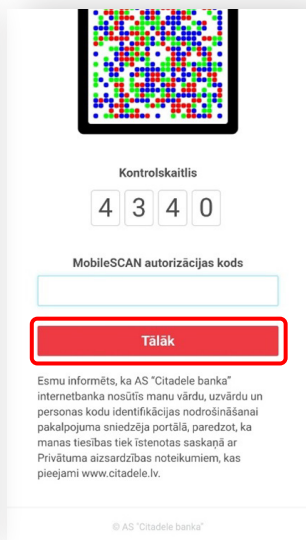 Kontrolskaitlis
4 3 4 0
MobileSCAN autorizācijas kods
Tālāk
Esmu informēts, ka AS "Citadele banka"
internetbanka nosūtīs manu vārdu, uzvārdu un
personas kodu identifikācijas nodrošināšanai
pakalpojuma sniedzēja portālā, paredzot, ka
manas tiesības tiek īstenotas saskaņā ar
Privātuma aizsardzības noteikumiem, kas
pieejami www.citadele.lv.
© AS "Citadele banka"